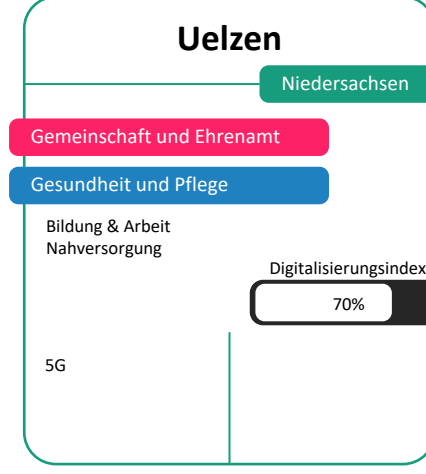 Uelzen
Niedersachsen
Gemeinschaft und Ehrenamt
Gesundheit und Pflege
Bildung & Arbeit
Nahversorgung
Digitalisierungsindex
70%
5G